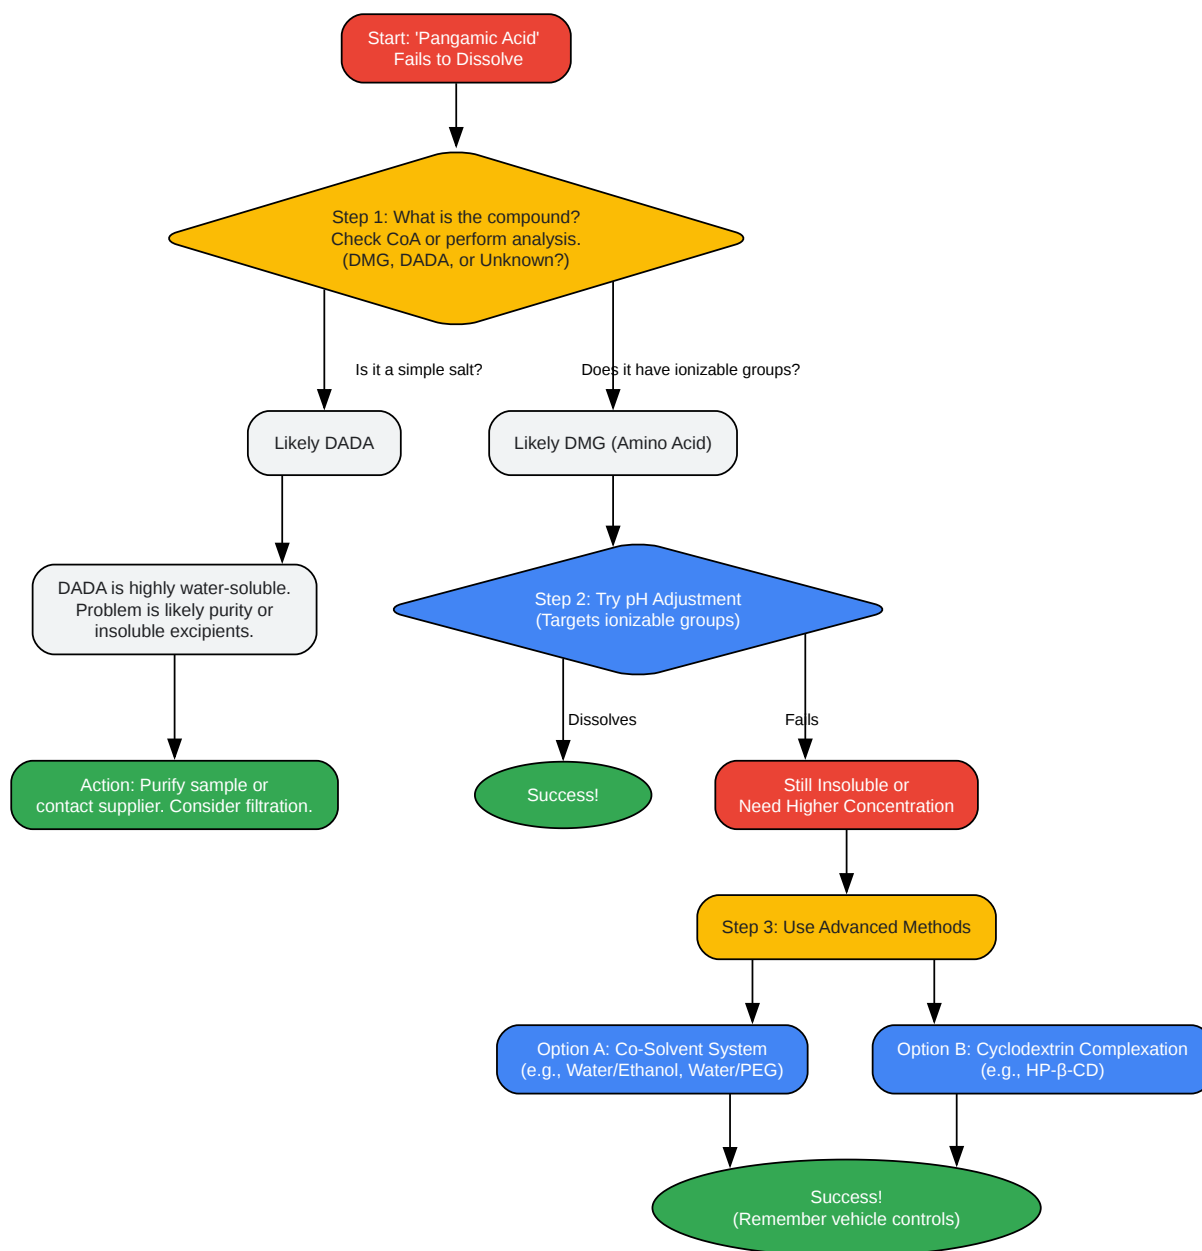 Start: 'Pangamic Acid'
Fails to Dissolve
Step 1: What is the compound?
Check CoA or perform analysis.
(DMG, DADA, or Unknown?)
Is it a simple salt?
Does it have ionizable groups?
Likely DADA
Likely DMG (Amino Acid)
DADA is highly water-soluble.
Problem is likely purity or
insoluble excipients.
Step 2: Try pH Adjustment
(Targets ionizable groups)
Dissolves
Fails
Action: Purify sample or
contact supplier. Consider filtration.
Success!
Still Insoluble or
Need Higher Concentration
Step 3: Use Advanced Methods
Option A: Co-Solvent System
(e.g., Water/Ethanol, Water/PEG)
Option B: Cyclodextrin Complexation
(e.g., HP-β-CD)
Success!
(Remember vehicle controls)